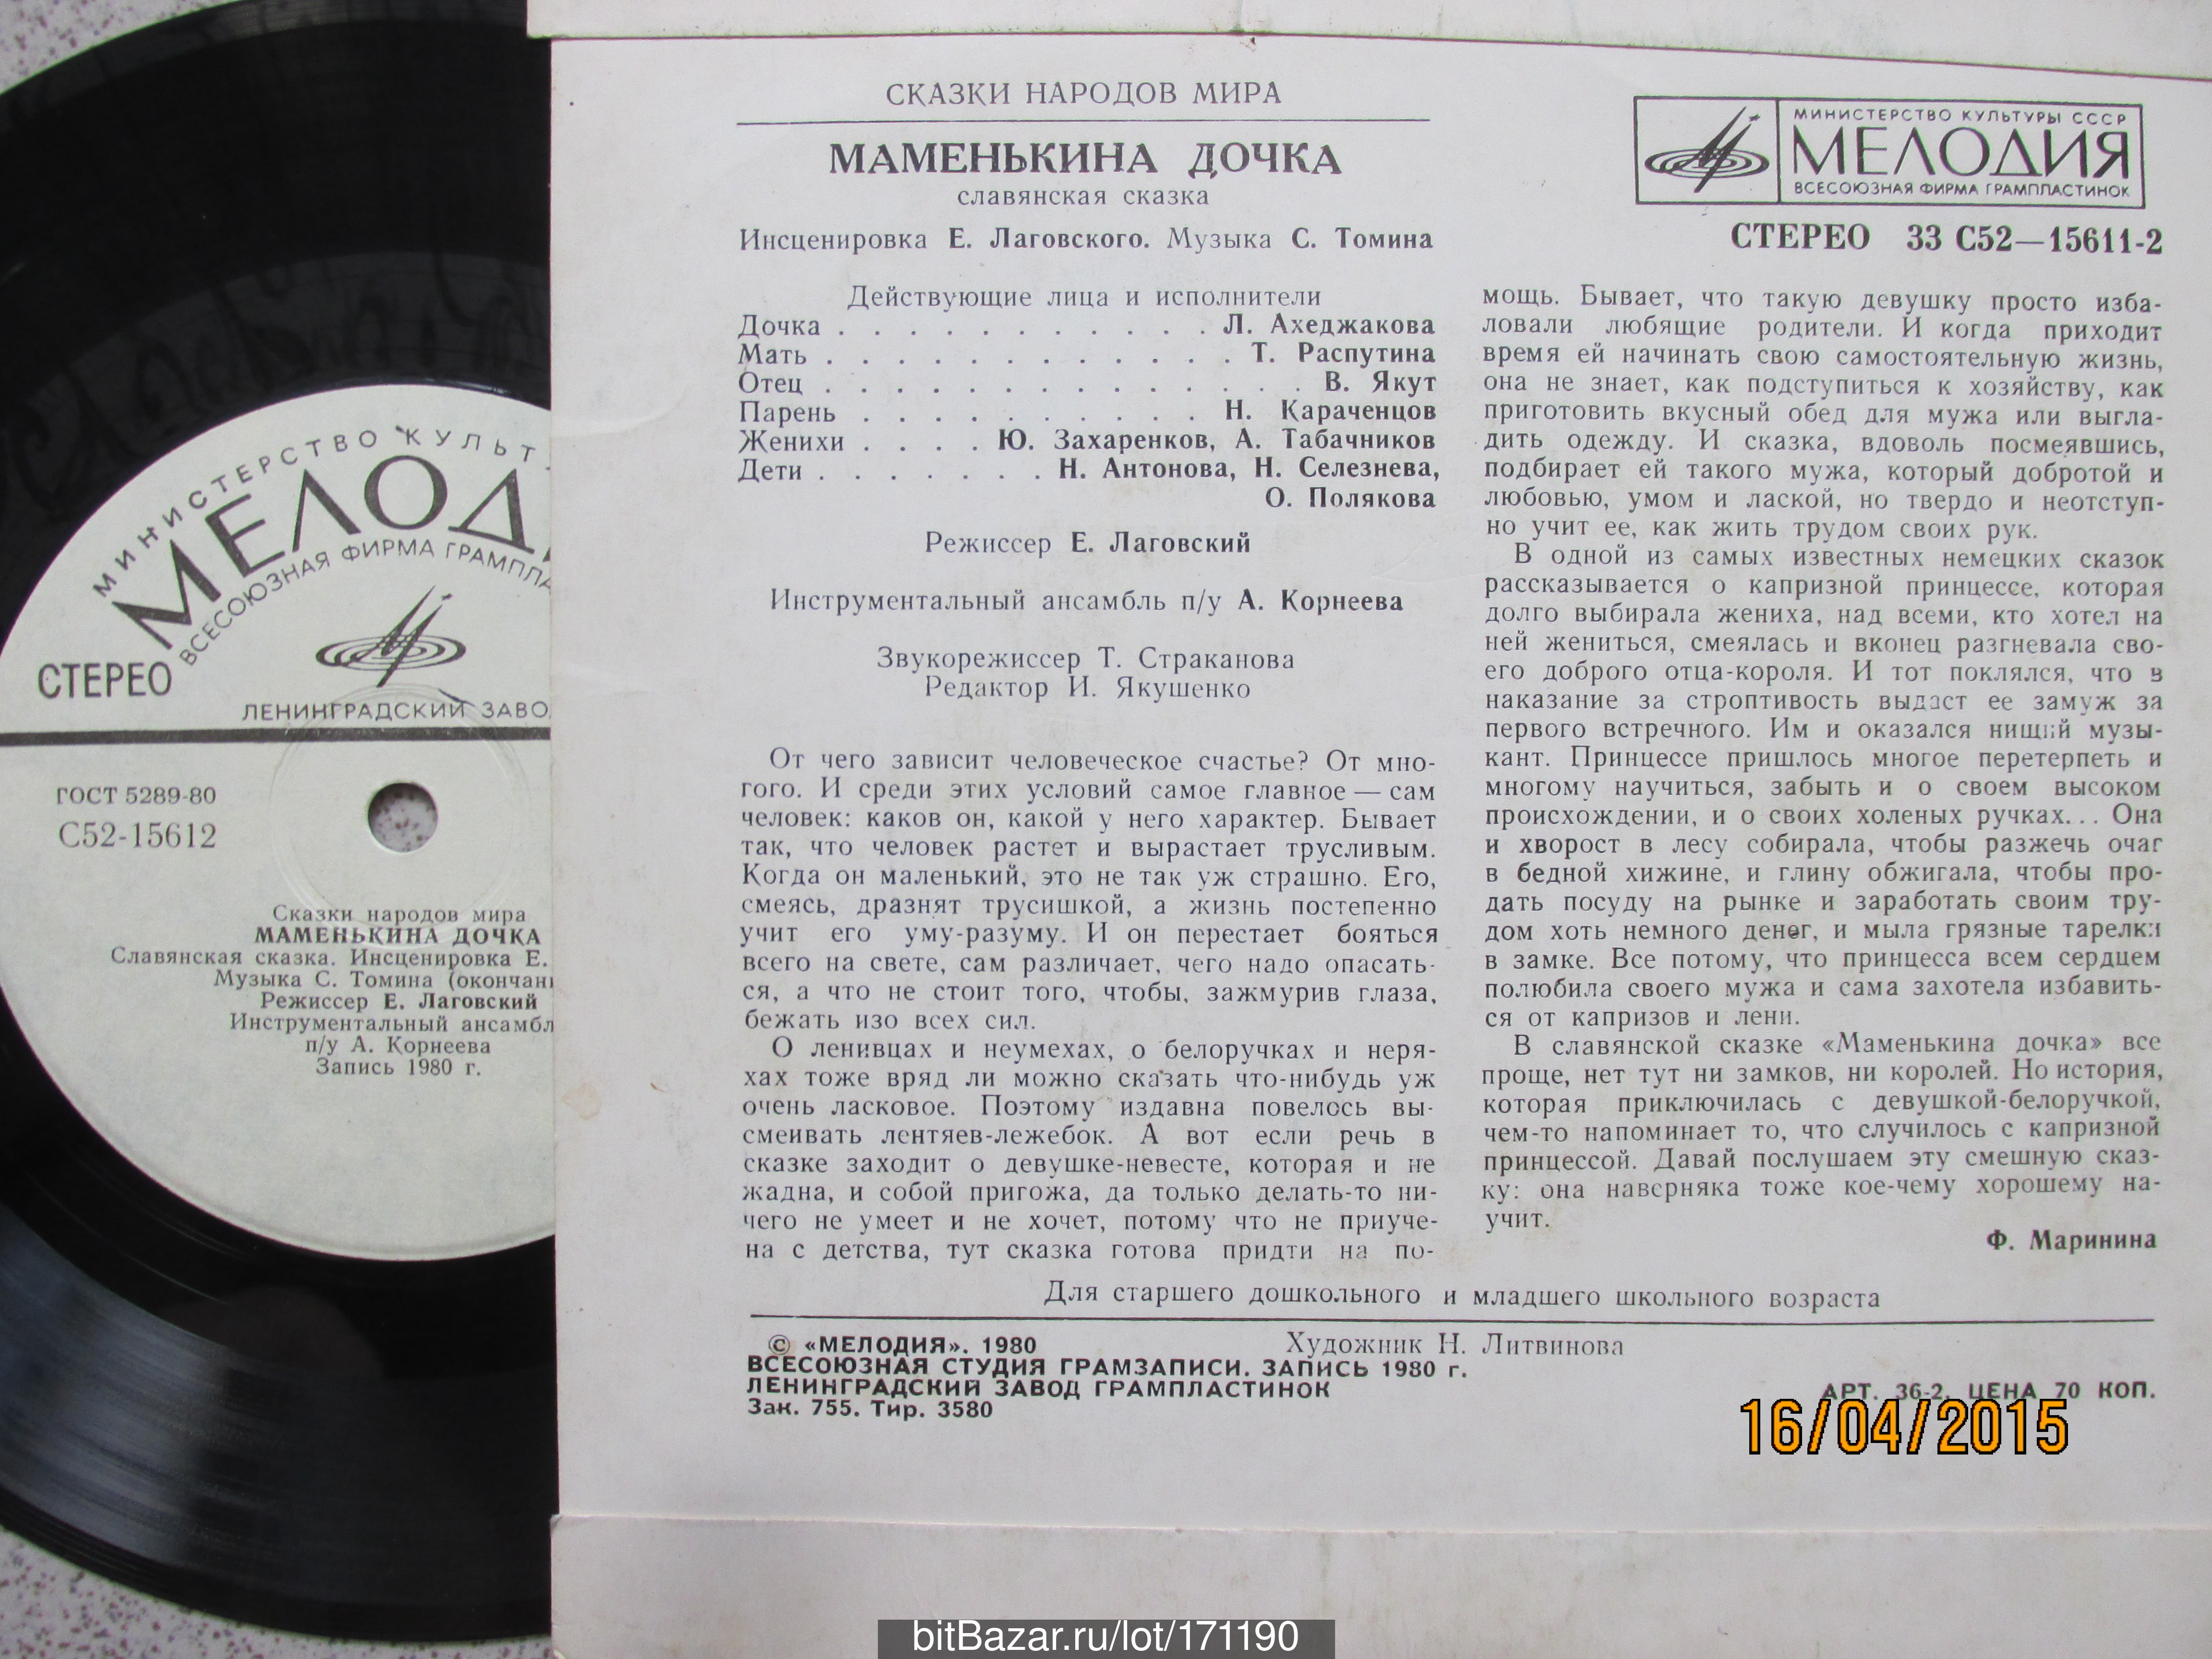 МИНИСТЕРСТВО КУЛЬТ
МЕЛОД
ВСЕСОЮЗНАЯ ФИРМА ГРАМПЛА
СТЕРЕО
ЛЕНИНГРАДСКИЙ ЗАВО
ГОСТ 5289-80
С52-15612
Сказки народов мира
МАМЕНЬКИНА ДОЧКА
Славянская сказка. Инсценировка Е.
Музыка С. Томина (окончан
Режиссер Е. Лаговский
Инструментальный ансамбл
п/у А. Корнеева
Запись 1980 г.
СКАЗКИ НАРОДОВ МИРА
МАМЕНЬКИНА ДОЧКА
славянская сказка
Инсценировка Е. Лаговского. Музыка С. Томина
Действующие лица и исполнители
Дочка . . . . . . . . . . . Л. Ахеджакова
Мать . . . . . . . . . . . . Т. Распутина
Отец . . . . . . . . . . . . . . В. Якут
Парень . . . . . . . . . . Н. Караченцов
Женихи . . . . Ю. Захаренков, А. Табачников
Дети . . . . . . . Н. Антонова, Н. Селезнева,
О. Полякова
Режиссер Е. Лаговский
Инструментальный ансамбль п/у А. Корнеева
Звукорежиссер Т. Страканова
Редактор И. Якушенко
От чего зависит человеческое счастье? От мно-
гого. И среди этих условий самое главное — сам
человек: каков он, какой у него характер. Бывает
так, что человек растет и вырастает трусливым.
Когда он маленький, это не так уж страшно. Его,
смеясь, дразнят трусишкой, а жизнь постепенно
учит его уму-разуму. И он перестает бояться
всего на свете, сам различает, чего надо опасать-
ся, а что не стоит того, чтобы, зажмурив глаза,
бежать изо всех сил.
О ленивцах и неумехах, о белоручках и неря-
хах тоже вряд ли можно сказать что-нибудь уж
очень ласковое. Поэтому издавна повелось вы-
смеивать лентяев-лежебок. А вот если речь в
сказке заходит о девушке-невесте, которая и не
жадна, и собой пригожа, да только делать-то ни-
чего не умеет и не хочет, потому что не приуче-
на с детства, тут сказка готова придти на по-
МИНИСТЕРСТВО КУЛЬТУРЫ СССР
МЕЛОДИЯ
ВСЕСОЮЗНАЯ ФИРМА ГРАМПЛАСТИНОК
СТЕРЕО 33 С52—15611-2
мощь. Бывает, что такую девушку просто изба-
ловали любящие родители. И когда приходит
время ей начинать свою самостоятельную жизнь,
она не знает, как подступиться к хозяйству, как
приготовить вкусный обед для мужа или выгла-
дить одежду. И сказка, вдоволь посмеявшись,
подбирает ей такого мужа, который добротой и
любовью, умом и лаской, но твердо и неотступ-
но учит ее, как жить трудом своих рук.
В одной из самых известных немецких сказок
рассказывается о капризной принцессе, которая
долго выбирала жениха, над всеми, кто хотел на
ней жениться, смеялась и вконец разгневала сво-
его доброго отца-короля. И тот поклялся, что в
наказание за строптивость выдаст ее замуж за
первого встречного. Им и оказался нищий музы-
кант. Принцессе пришлось многое перетерпеть и
многому научиться, забыть и о своем высоком
происхождении, и о своих холеных ручках... Она
и хворост в лесу собирала, чтобы разжечь очаг
в бедной хижине, и глину обжигала, чтобы про-
дать посуду на рынке и заработать своим тру-
дом хоть немного денег, и мыла грязные тарелки
в замке. Все потому, что принцесса всем сердцем
полюбила своего мужа и сама захотела избавить-
ся от капризов и лени.
В славянской сказке «Маменькина дочка» все
проще, нет тут ни замков, ни королей. Но история,
которая приключилась с девушкой-белоручкой,
чем-то напоминает то, что случилось с капризной
принцессой. Давай послушаем эту смешную сказ-
ку: она наверняка тоже кое-чему хорошему на-
учит.
Ф. Маринина
Для старшего дошкольного и младшего школьного возраста
© «МЕЛОДИЯ». 1980
Художник Н. Литвинова
ВСЕСОЮЗНАЯ СТУДИЯ ГРАМЗАПИСИ. ЗАПИСЬ 1980 г.
ЛЕНИНГРАДСКИЙ ЗАВОД ГРАМПЛАСТИНОК
Зак. 755. Тир. 3580
АРТ. 36-2. ЦЕНА 70 КОП.
16/04/2015
bitBazar.ru/lot/171190